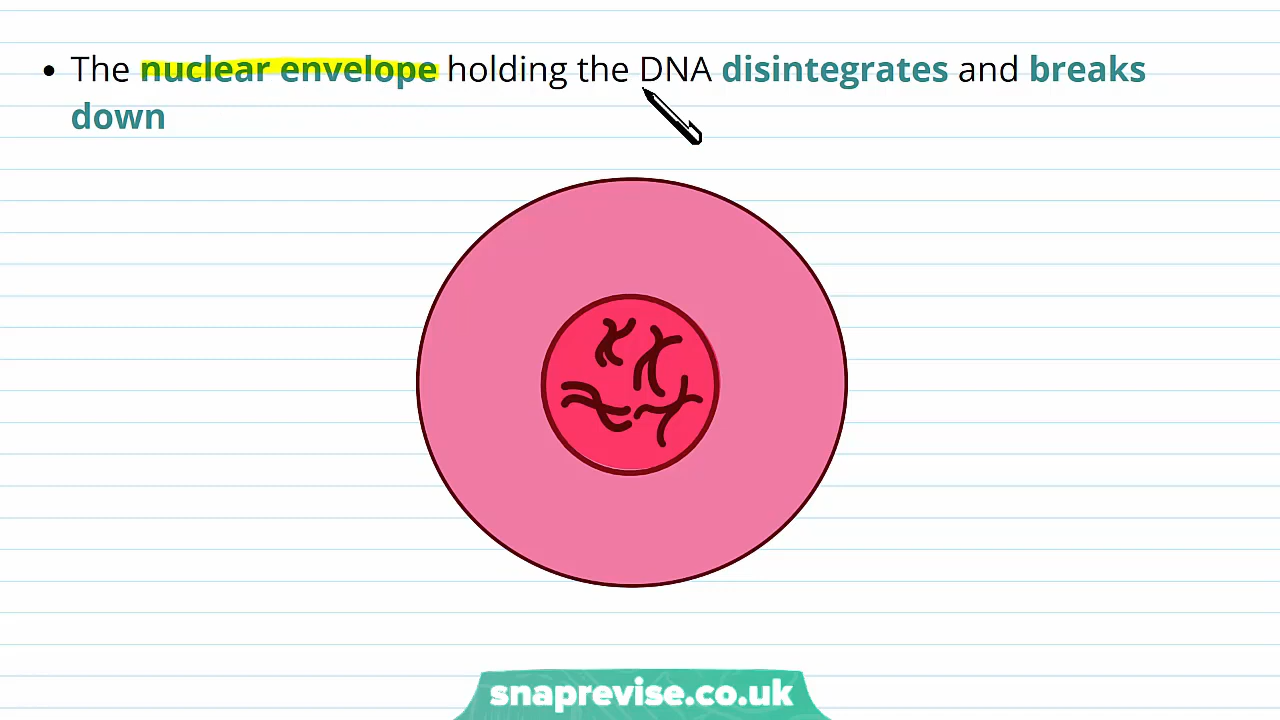 • The nuclear envelope holding the DNA disintegrates and breaks
down
snaprevise.co.uk